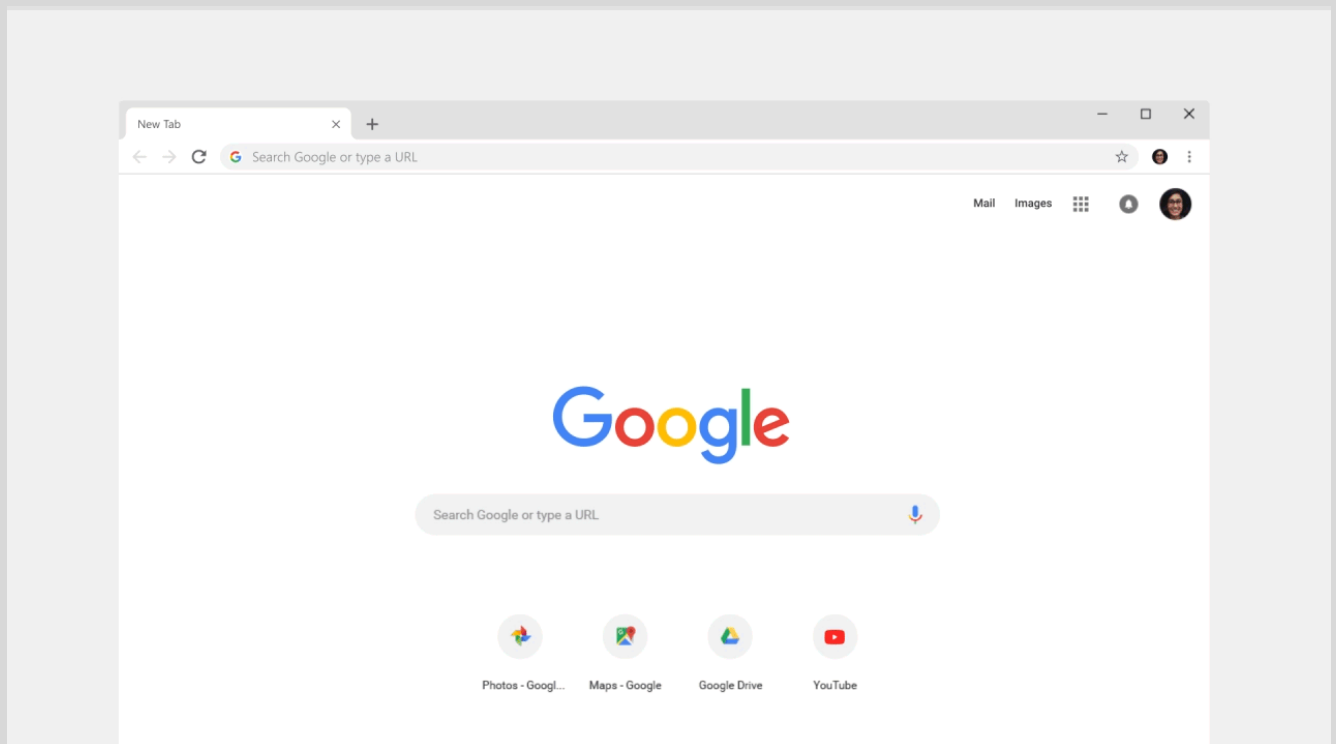 New Tab
Search Google or type a URL
Mail Images
Google
Search Google or type a URL
Photos - Googl... Maps - Google Google Drive YouTube